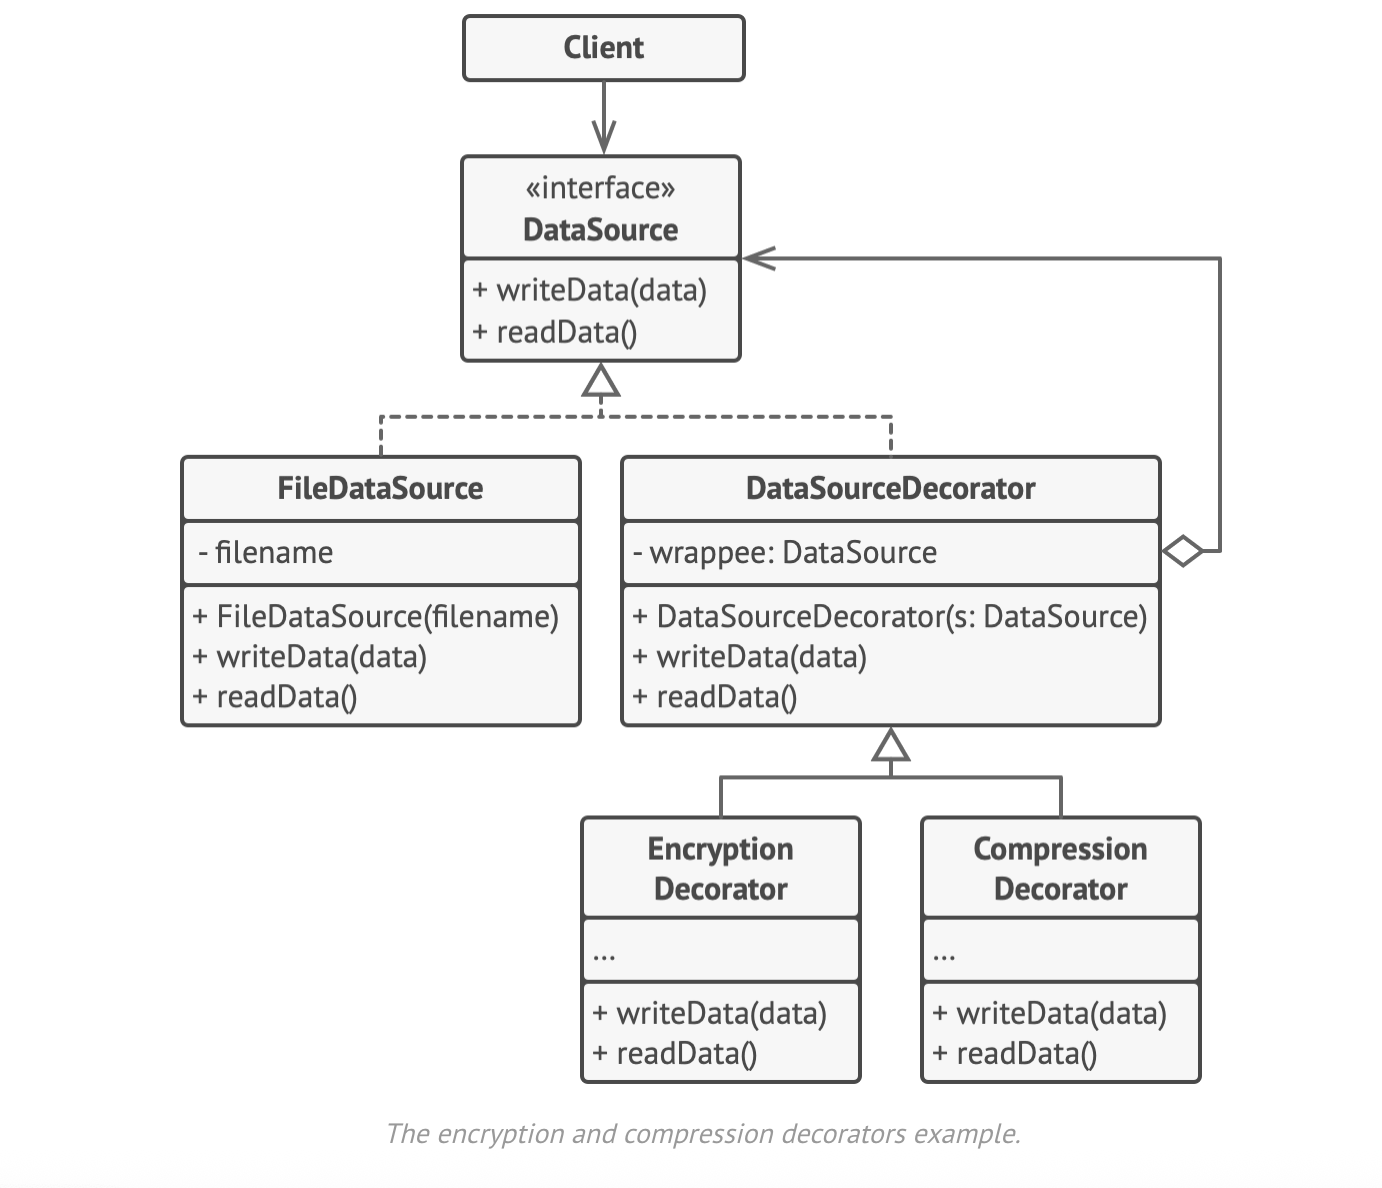 Client
«interface»
DataSource
+ writeData(data)
+ readData()
FileDataSource
- filename
+ FileDataSource(filename)
+ writeData(data)
+ readData()
DataSourceDecorator
- wrappee: DataSource
+ DataSourceDecorator(s: DataSource)
+ writeData(data)
+ readData()
Encryption
Decorator
...
+ writeData(data)
+ readData()
Compression
Decorator
...
+ writeData(data)
+ readData()
The encryption and compression decorators example.